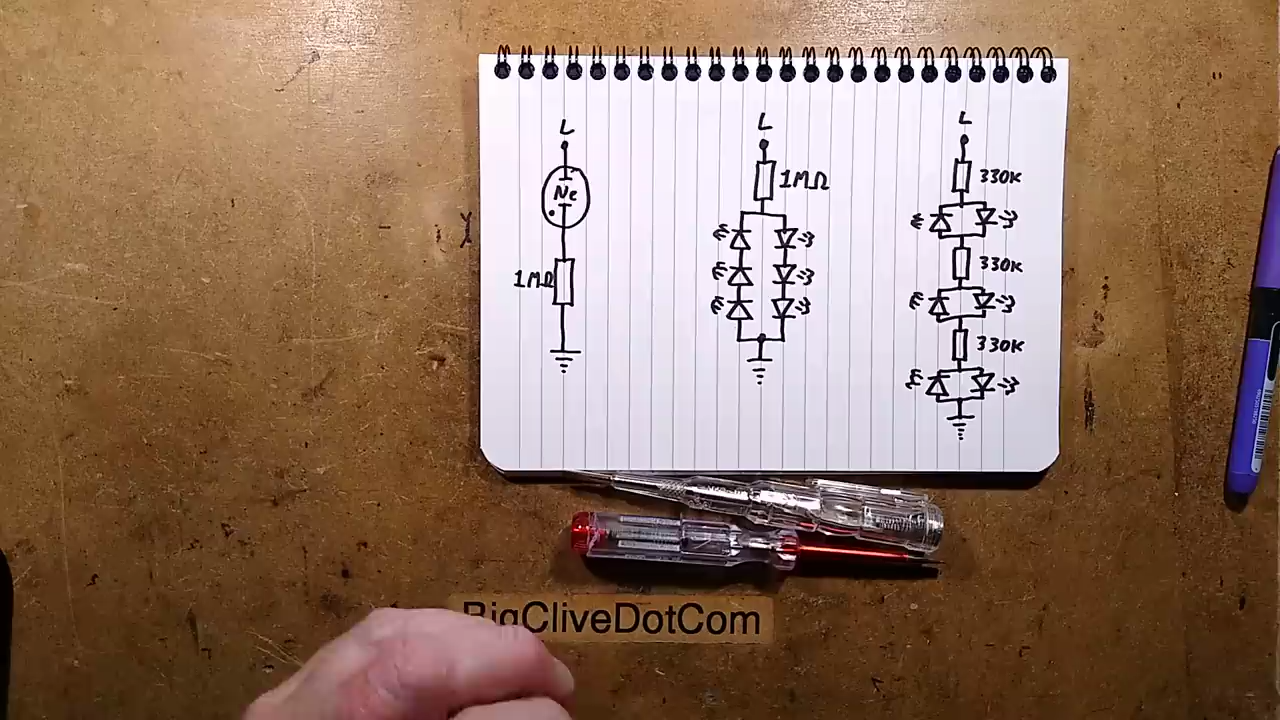 L
Ne
1MΩ
L
1MΩ
L
330K
330K
330K
BigCliveDotCom